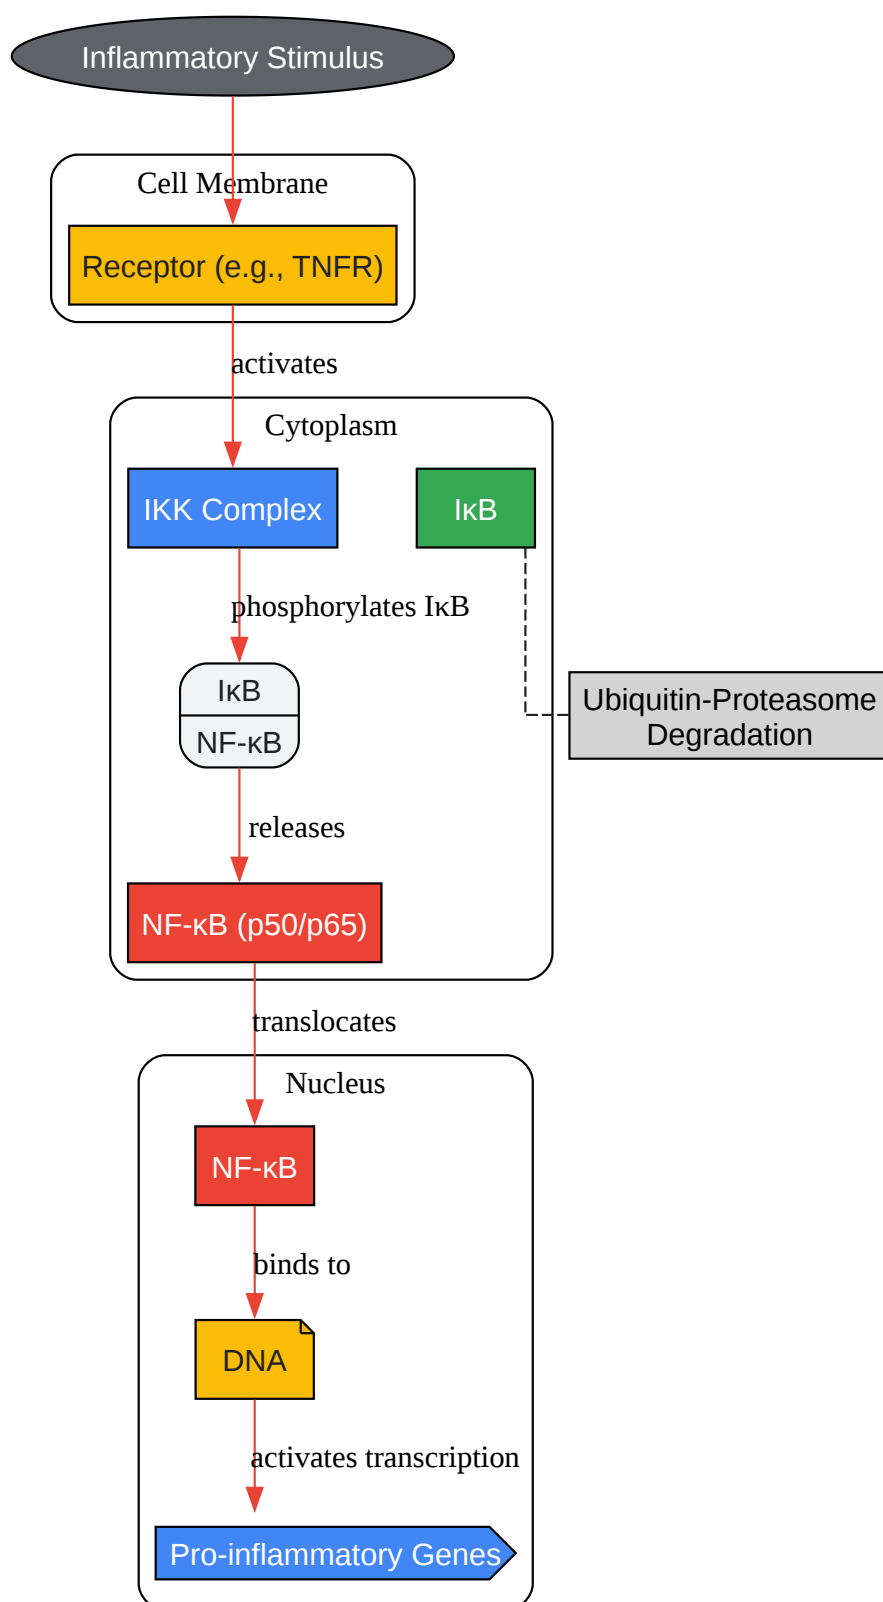 Inflammatory Stimulus
Cell Membrane
Receptor (e.g., TNFR)
activates
Cytoplasm
IKK Complex
IκB
phosphorylates IκB
IκB
NF-κB
Ubiquitin-Proteasome
Degradation
releases
NF-κB (p50/p65)
translocates
Nucleus
NF-κB
binds to
DNA
activates transcription
Pro-inflammatory Genes